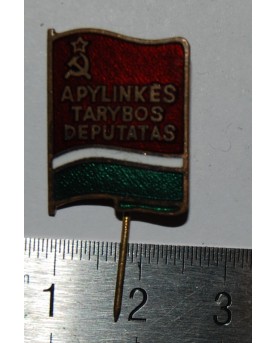 APYLINKĖS
TARYBOS
DEPUTATAS
1 2 3